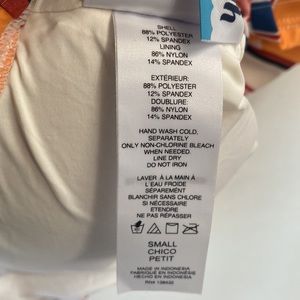 SHELL
88% POLYESTER
12% SPANDEX
LINING
86% NYLON
14% SPANDEX
EXTÉRIEUR:
88% POLYESTER
12% SPANDEX
DOUBLURE:
86% NYLON
14% SPANDEX
HAND WASH COLD,
SEPARATELY
ONLY NON-CHLORINE BLEACH
WHEN NEEDED.
LINE DRY
DO NOT IRON
LAVER À LA MAIN À
L'EAU FROIDE
SÉPARÉMENT
BLANCHIR SANS CHLORE
SI NÉCESSAIRE
ETENDRE
NE PAS REPASSER
SMALL
CHICO
PETIT
MADE IN INDONESIA
FABRIQUÉ EN INDONÉSIE
HECHO EN INDONESIA